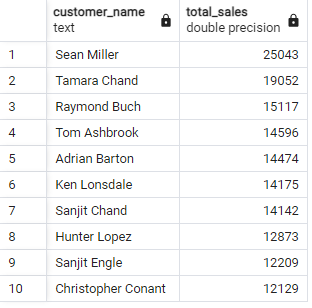 customer_name total_sales
text double precision
1 Sean Miller 25043
2 Tamara Chand 19052
3 Raymond Buch 15117
4 Tom Ashbrook 14596
5 Adrian Barton 14474
6 Ken Lonsdale 14175
7 Sanjit Chand 14142
8 Hunter Lopez 12873
9 Sanjit Engle 12209
10 Christopher Conant 12129